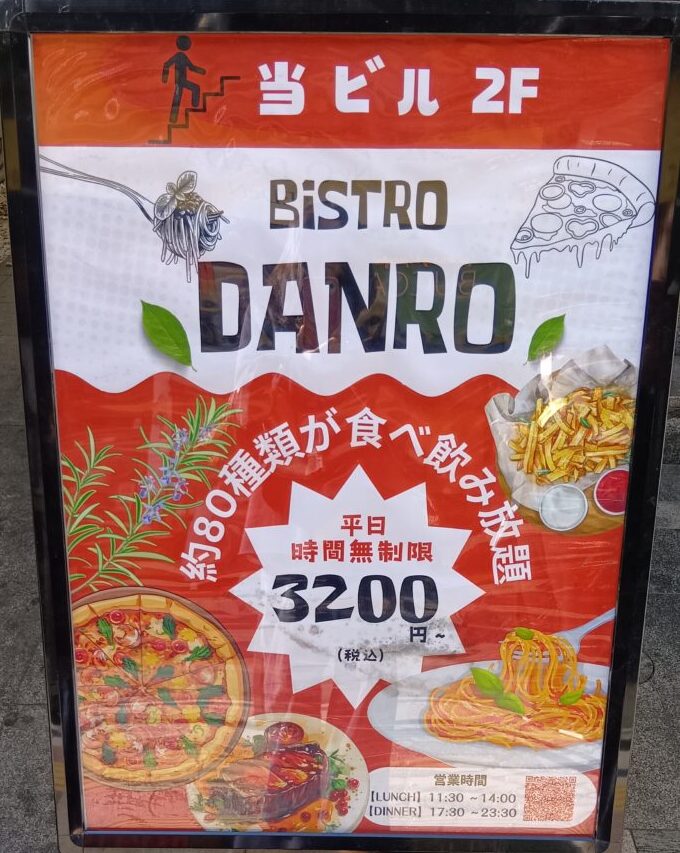 当ビル 2F
BiSTRO
DANRO
約80種類が食べ飲み放題
平日
時間無制限
3200
円~
(税込)
営業時間
【LUNCH】11:30 ~14:00
【DINNER】17:30 ~23:30